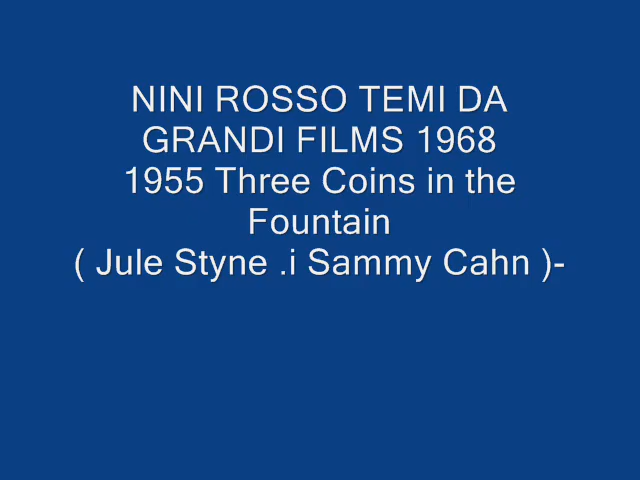 NINI ROSSO TEMI DA
GRANDI FILMS 1968
1955 Three Coins in the
Fountain
( Jule Styne .i Sammy Cahn )-